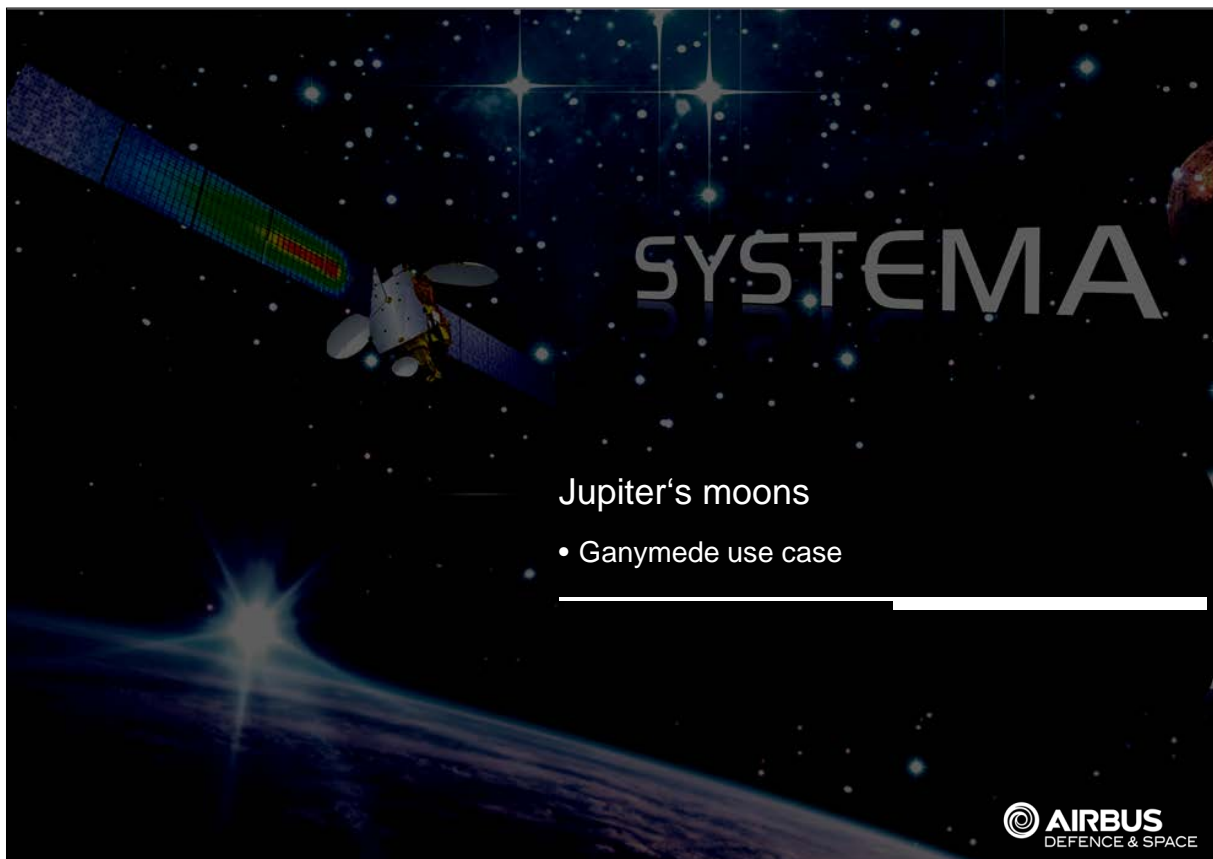 SYSTEMA
Jupiter‘s moons
• Ganymede use case
AIRBUS
DEFENCE & SPACE